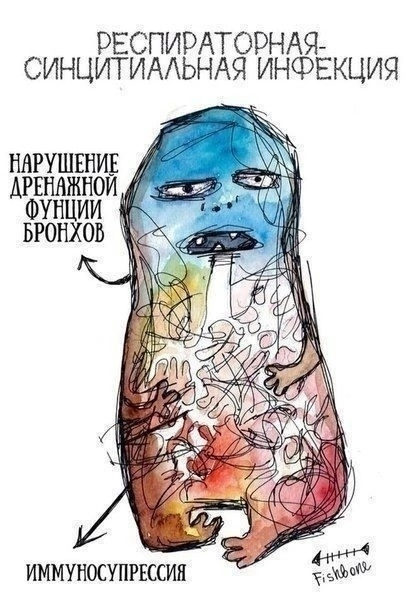 РЕСПИРАТОРНАЯ-
СИНЦИТИАЛЬНАЯ ИНФЕКЦИЯ
НАРУШЕНИЕ
ДРЕНАЖНОЙ
ФУНЦИИ
БРОНХОВ
ИММУНОСУПРЕССИЯ
Fishbone